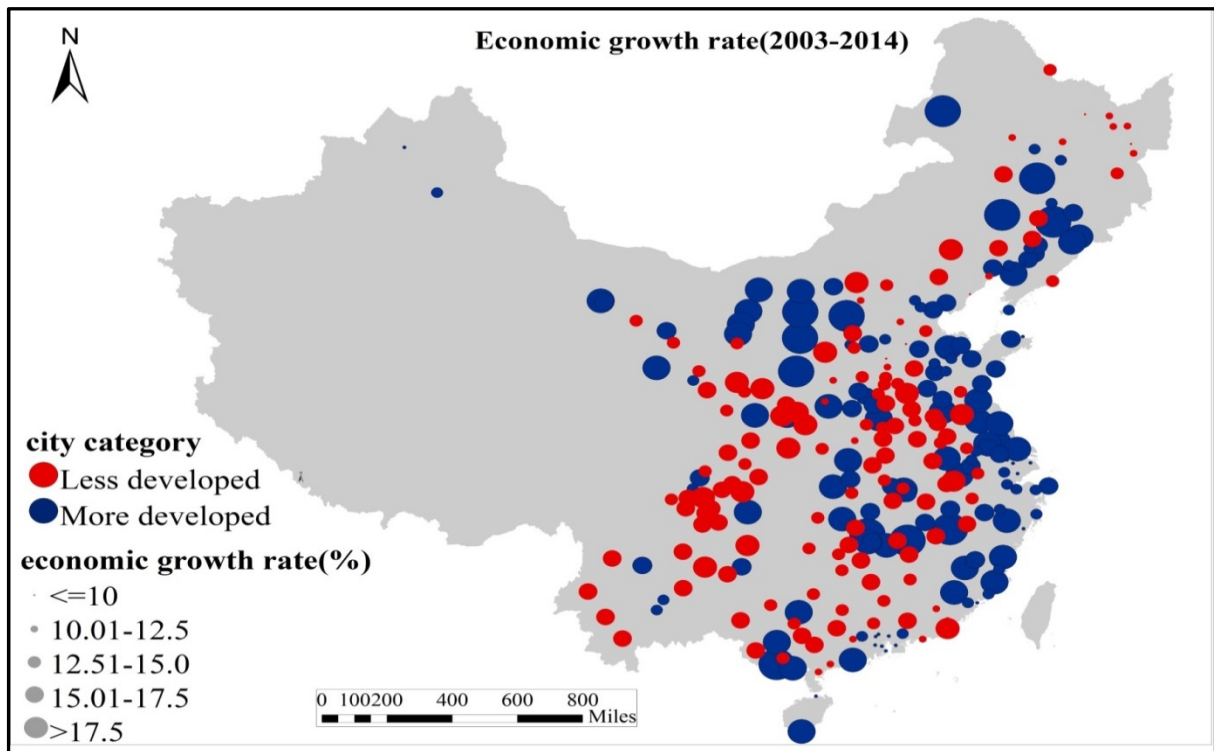 N
Economic growth rate(2003-2014)
city category
Less developed
More developed
economic growth rate(%)
<=10
10.01-12.5
12.51-15.0
15.01-17.5
>17.5
0 100200 400 600 800
Miles